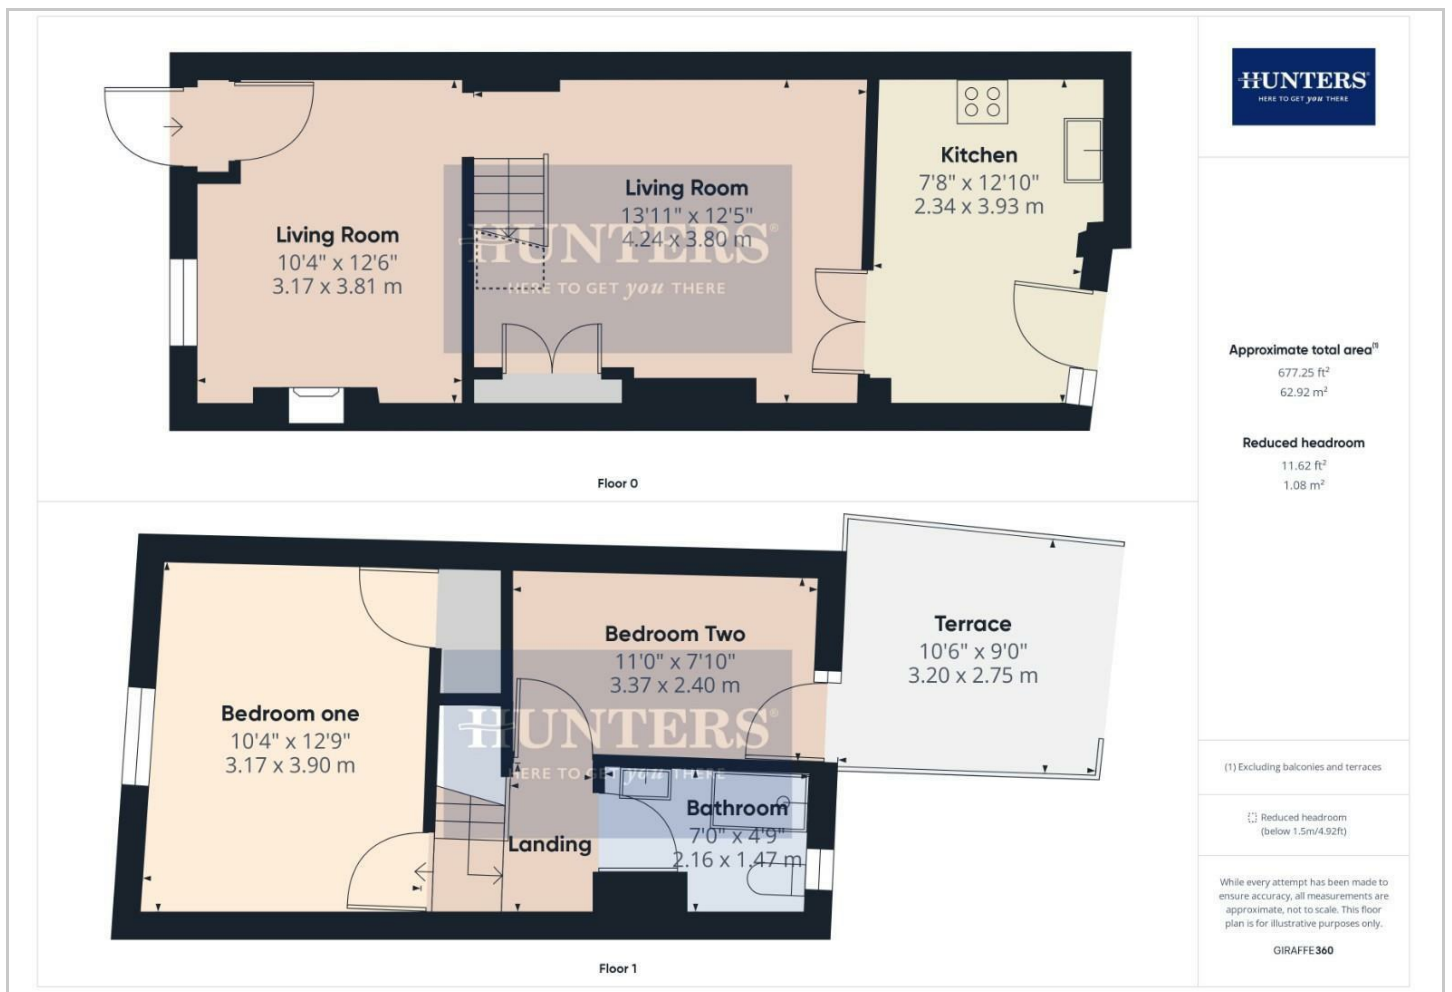 Living Room
10'4" x 12'6"
3.17 x 3.81 m
Living Room
13'11" x 12'5"
4.24 x 3.80 m
Kitchen
7'8" x 12'10"
2.34 x 3.93 m
HUNTERS®
HERE TO GET you THERE
Floor 0
Bedroom one
10'4" x 12'9"
3.17 x 3.90 m
Bedroom Two
11'0" x 7'10"
3.37 x 2.40 m
Terrace
10'6" x 9'0"
3.20 x 2.75 m
HUNTERS®
HERE TO GET you THERE
Landing
Bathroom
7'0" x 4'9"
2.16 x 1.47 m
Floor 1
HUNTERS®
HERE TO GET you THERE
Approximate total area⁽¹⁾
677.25 ft²
62.92 m²
Reduced headroom
11.62 ft²
1.08 m²
(1) Excluding balconies and terraces
Reduced headroom
(below 1.5m/4.92ft)
While every attempt has been made to
ensure accuracy, all measurements are
approximate, not to scale. This floor
plan is for illustrative purposes only.
GIRAFFE360